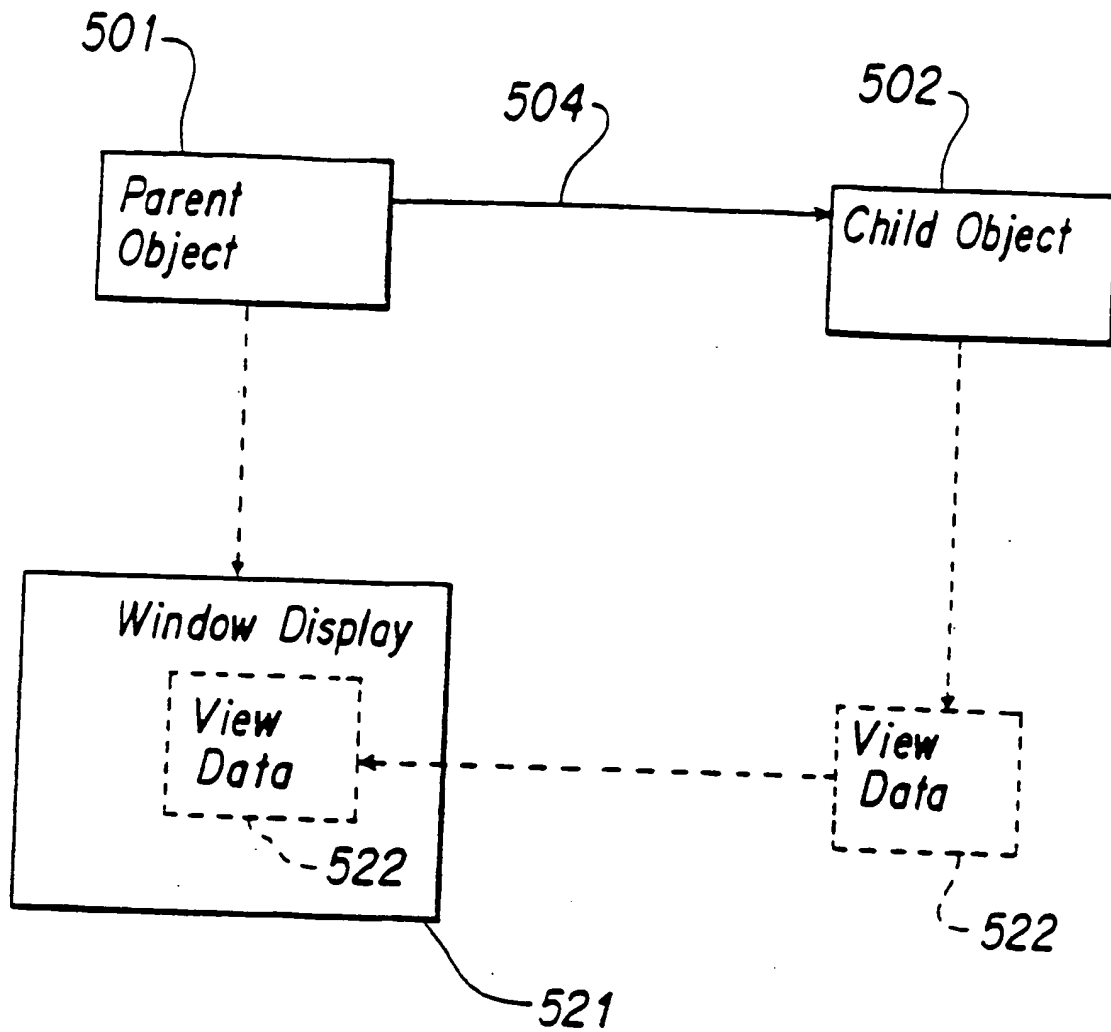 501
504
502
Parent
Object
Child Object
Window Display
View
Data
522
View
Data
522
521